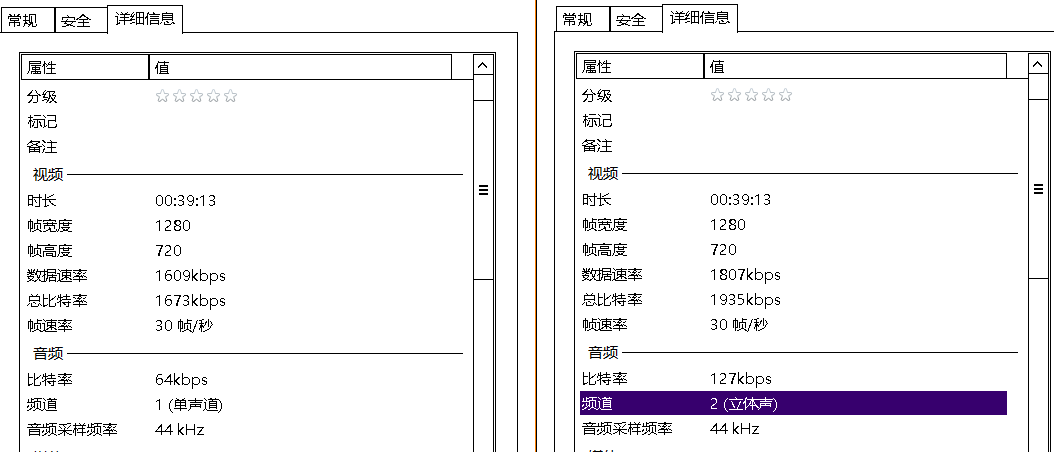 常规 安全 详细信息
属性 值
分级
标记
备注
视频
时长 00:39:13
帧宽度 1280
帧高度 720
数据速率 1609kbps
总比特率 1673kbps
帧速率 30 帧/秒
音频
比特率 64kbps
频道 1 (单声道)
音频采样频率 44 kHz
常规 安全 详细信息
属性 值
分级
标记
备注
视频
时长 00:39:13
帧宽度 1280
帧高度 720
数据速率 1807kbps
总比特率 1935kbps
帧速率 30 帧/秒
音频
比特率 127kbps
频道 2 (立体声)
音频采样频率 44 kHz